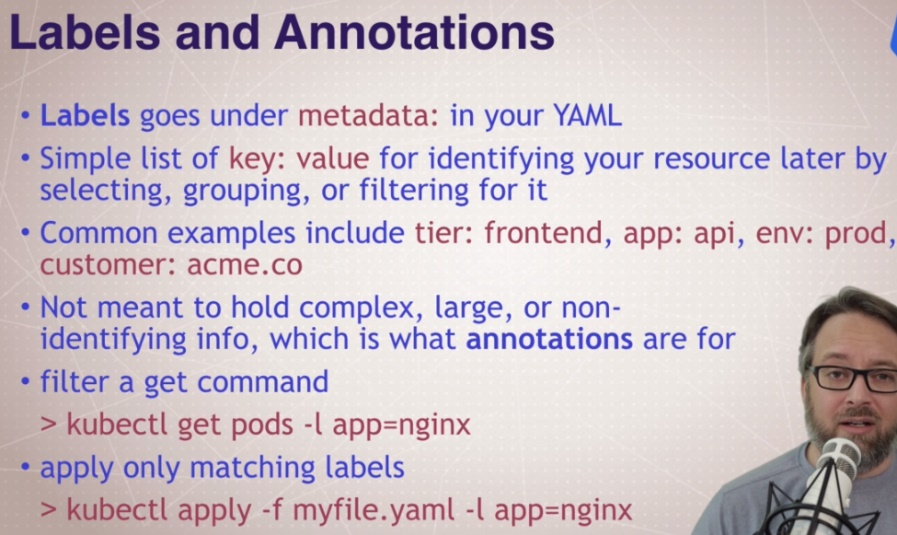 Labels and Annotations
• Labels goes under metadata: in your YAML
• Simple list of key: value for identifying your resource later by
selecting, grouping, or filtering for it
• Common examples include tier: frontend, app: api, env: prod,
customer: acme.co
• Not meant to hold complex, large, or non-
identifying info, which is what annotations are for
• filter a get command
> kubectl get pods -l app=nginx
• apply only matching labels
> kubectl apply -f myfile.yaml -l app=nginx